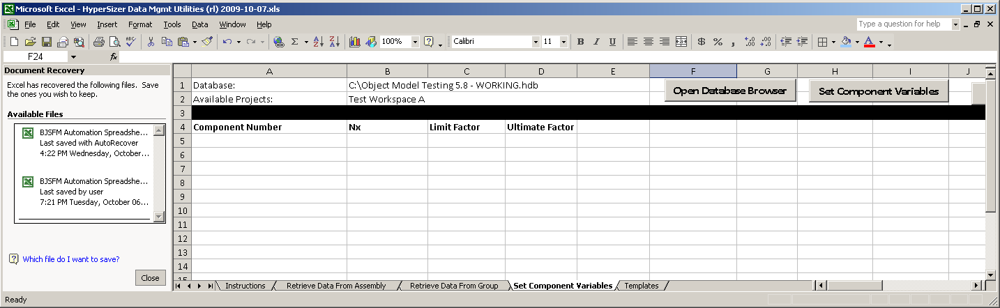 Microsoft Excel - HyperSizer Data Mgmt Utilities (rl) 2009-10-07.xls
File Edit View Insert Format Tools Data Window Help
Type a question for help
100%
Calibri 11 B I U $ % ,
F24 fx
Document Recovery
Excel has recovered the following files. Save
the ones you wish to keep.
Available Files
BJSFM Automation Spreadshe...
Last saved with AutoRecover
4:22 PM Wednesday, October...
BJSFM Automation Spreadshe...
Last saved by user
7:21 PM Tuesday, October 06...
Which file do I want to save?
Close
A B C D E F G H I J
1 Database: C:\Object Model Testing 5.8 - WORKING.hdb
Open Database Browser Set Component Variables
2 Available Projects: Test Workspace A
3
4 Component Number Nx Limit Factor Ultimate Factor
5
6
7
8
9
10
11
12
13
14
15
Instructions Retrieve Data From Assembly Retrieve Data From Group Set Component Variables Templates
Ready